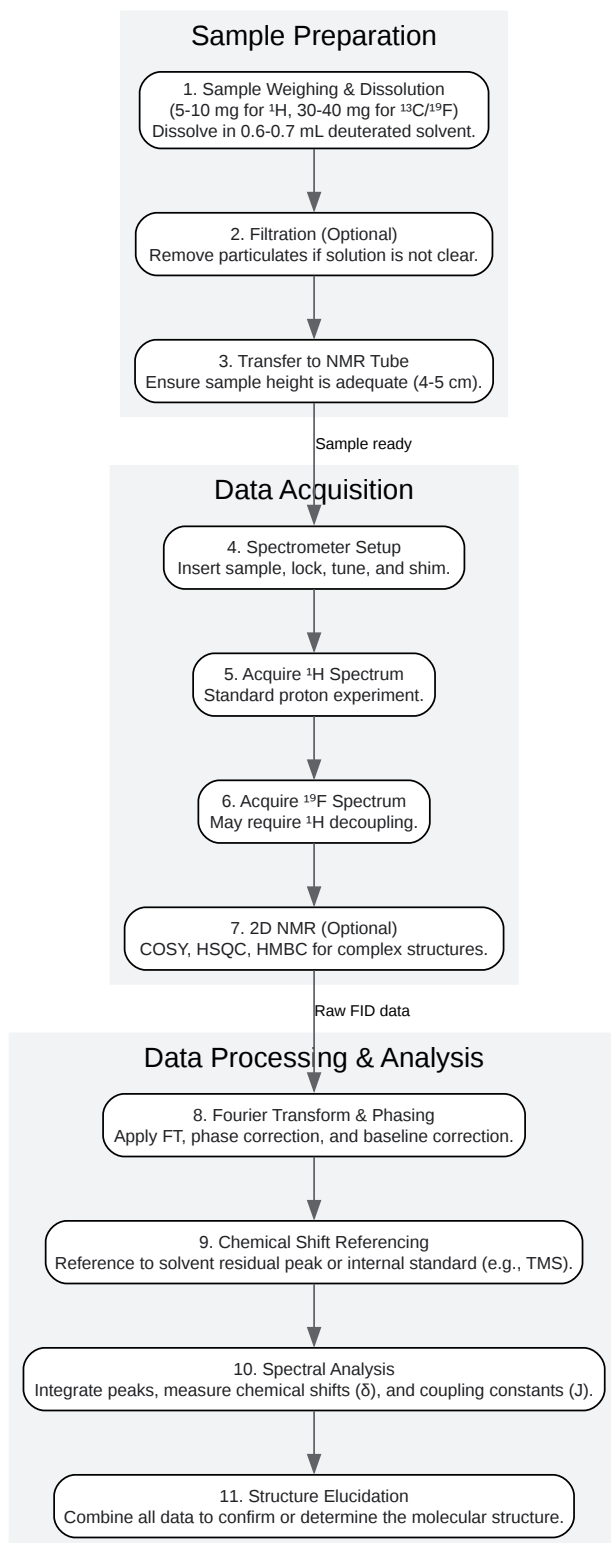 Sample Preparation
1. Sample Weighing & Dissolution
(5-10 mg for ¹H, 30-40 mg for ¹³C/¹⁹F)
Dissolve in 0.6-0.7 mL deuterated solvent.
2. Filtration (Optional)
Remove particulates if solution is not clear.
3. Transfer to NMR Tube
Ensure sample height is adequate (4-5 cm).
Sample ready
Data Acquisition
4. Spectrometer Setup
Insert sample, lock, tune, and shim.
5. Acquire ¹H Spectrum
Standard proton experiment.
6. Acquire ¹⁹F Spectrum
May require ¹H decoupling.
7. 2D NMR (Optional)
COSY, HSQC, HMBC for complex structures.
Raw FID data
Data Processing & Analysis
8. Fourier Transform & Phasing
Apply FT, phase correction, and baseline correction.
9. Chemical Shift Referencing
Reference to solvent residual peak or internal standard (e.g., TMS).
10. Spectral Analysis
Integrate peaks, measure chemical shifts (δ), and coupling constants (J).
11. Structure Elucidation
Combine all data to confirm or determine the molecular structure.